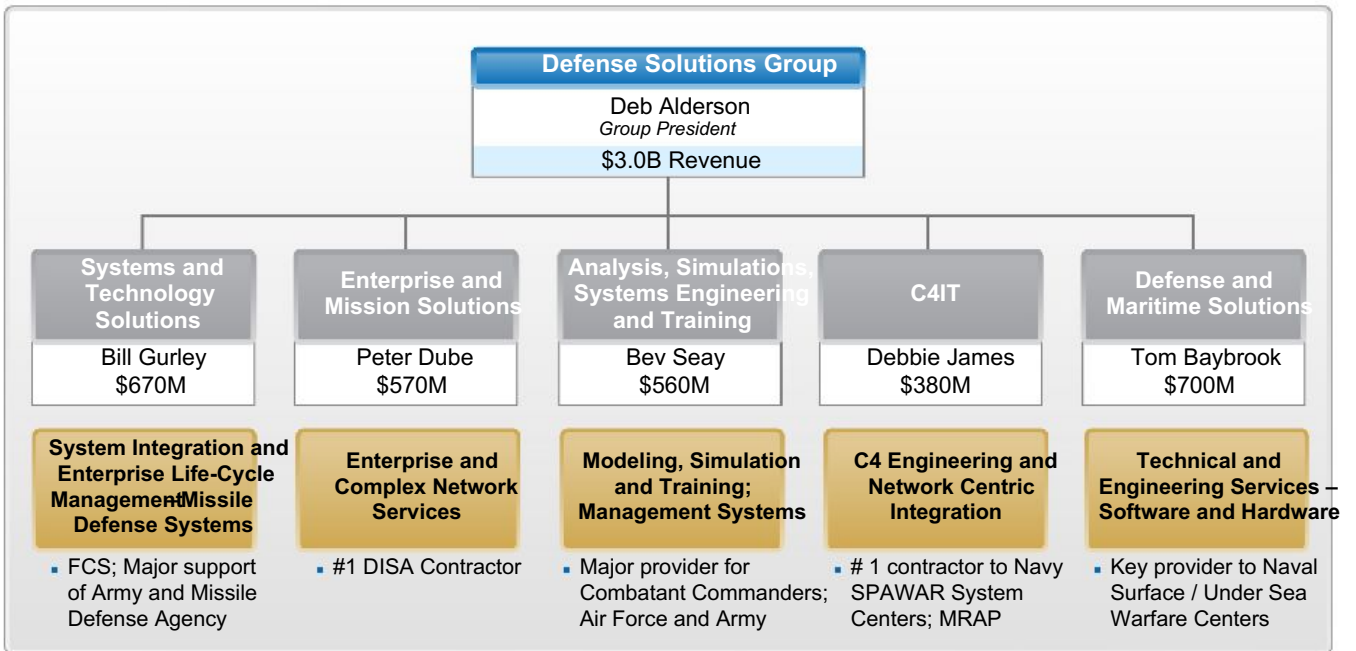 Defense Solutions Group
Deb Alderson
Group President
$3.0B Revenue
Systems and
Technology
Solutions
Bill Gurley
$670M
Enterprise and
Mission Solutions
Peter Dube
$570M
Analysis, Simulations,
Systems Engineering
and Training
Bev Seay
$560M
C4IT
Debbie James
$380M
Defense and
Maritime Solutions
Tom Baybrook
$700M
System Integration and
Enterprise Life-Cycle
Management–Missile
Defense Systems
Enterprise and
Complex Network
Services
Modeling, Simulation
and Training;
Management Systems
C4 Engineering and
Network Centric
Integration
Technical and
Engineering Services –
Software and Hardware
▪ FCS; Major support
of Army and Missile
Defense Agency
▪ #1 DISA Contractor
▪ Major provider for
Combatant Commanders;
Air Force and Army
▪ # 1 contractor to Navy
SPAWAR System
Centers; MRAP
▪ Key provider to Naval
Surface / Under Sea
Warfare Centers